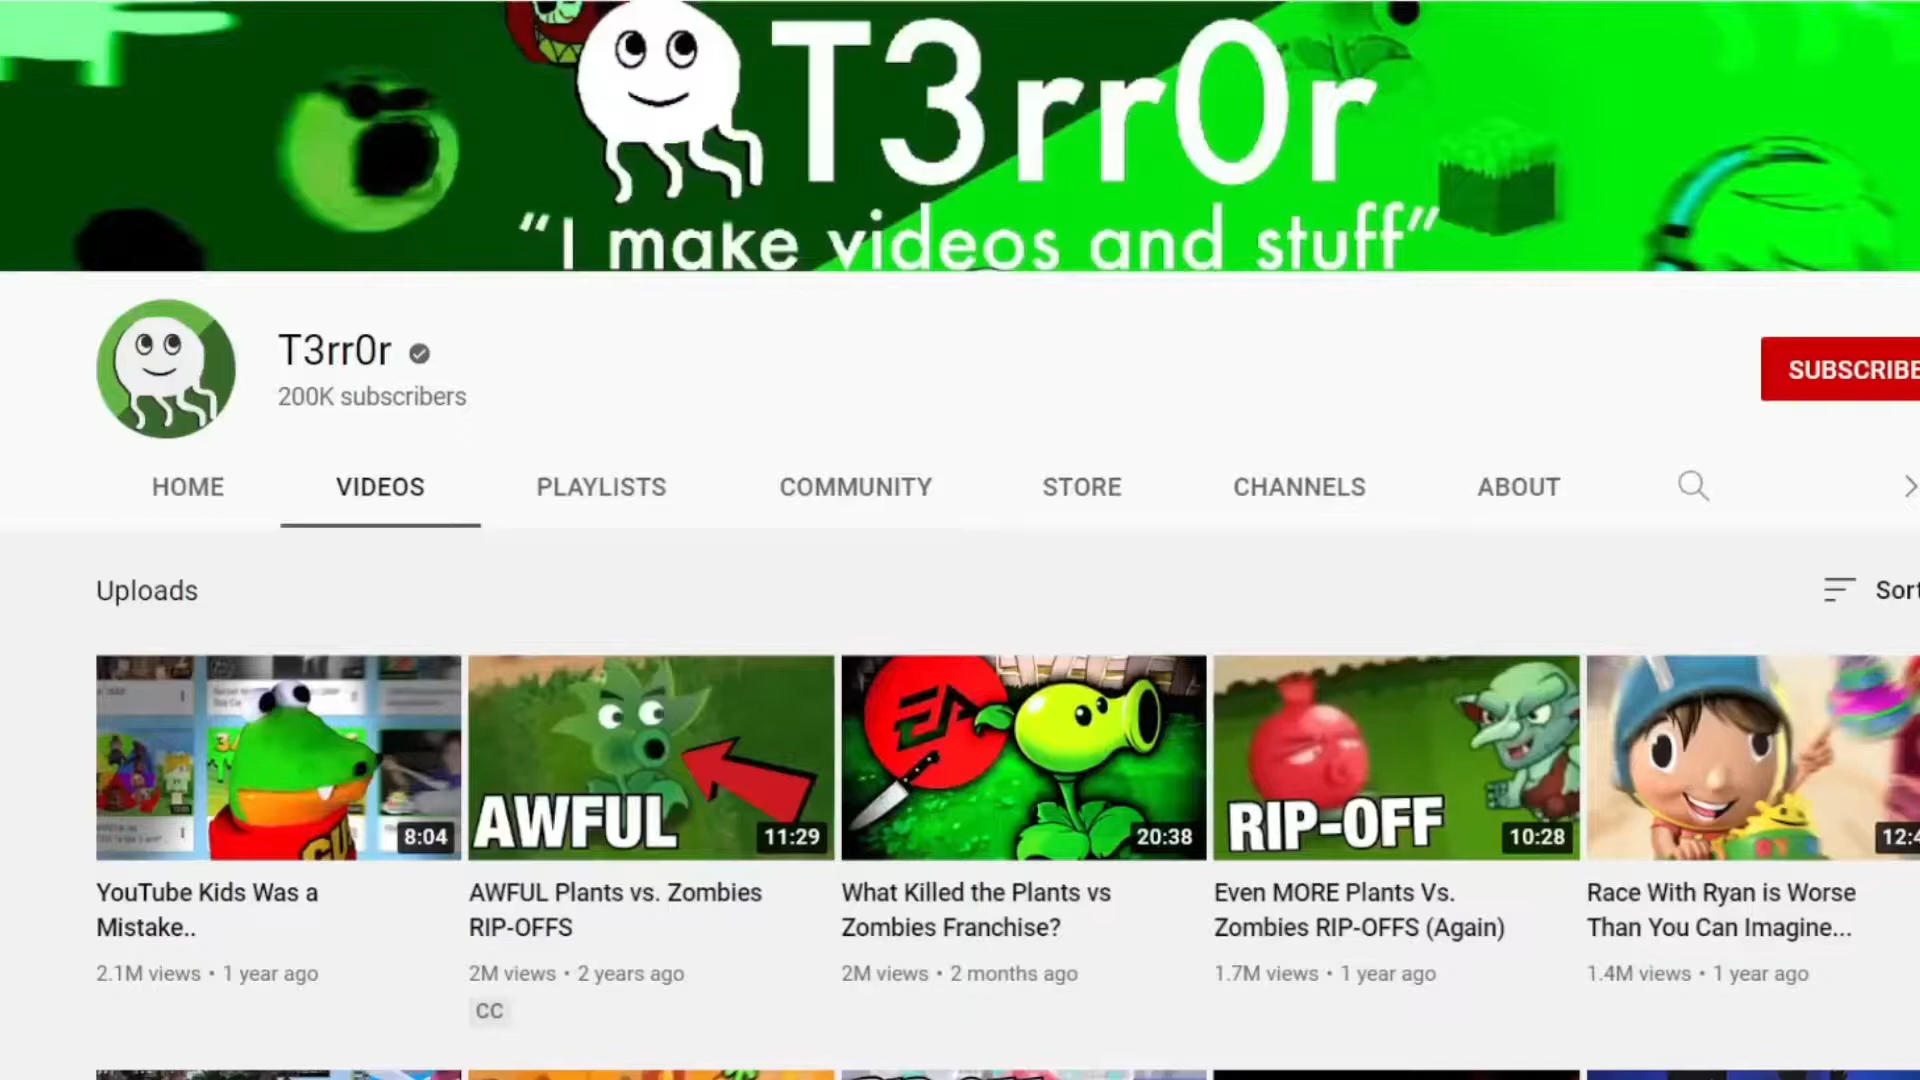 T3rr0r
“I make videos and stuff”
T3rr0r
200K subscribers
SUBSCRIBE
HOME VIDEOS PLAYLISTS COMMUNITY STORE CHANNELS ABOUT
Uploads
Sort
8:04
AWFUL
11:29
EA
20:38
RIP-OFF
10:28
12:4
YouTube Kids Was a
Mistake..
2.1M views • 1 year ago
AWFUL Plants vs. Zombies
RIP-OFFS
2M views • 2 years ago
CC
What Killed the Plants vs
Zombies Franchise?
2M views • 2 months ago
Even MORE Plants Vs.
Zombies RIP-OFFS (Again)
1.7M views • 1 year ago
Race With Ryan is Worse
Than You Can Imagine...
1.4M views • 1 year ago